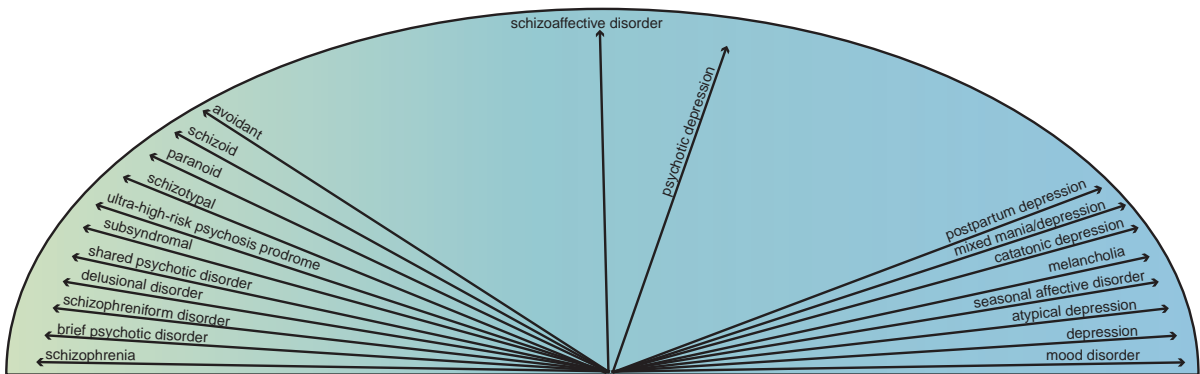 schizoaffective disorder
psychotic depression
avoidant
schizoid
paranoid
schizotypal
ultra-high-risk psychosis prodrome
subsyndromal
shared psychotic disorder
delusional disorder
schizophreniform disorder
brief psychotic disorder
schizophrenia
postpartum depression
mixed mania/depression
catatonic depression
melancholia
seasonal affective disorder
atypical depression
depression
mood disorder